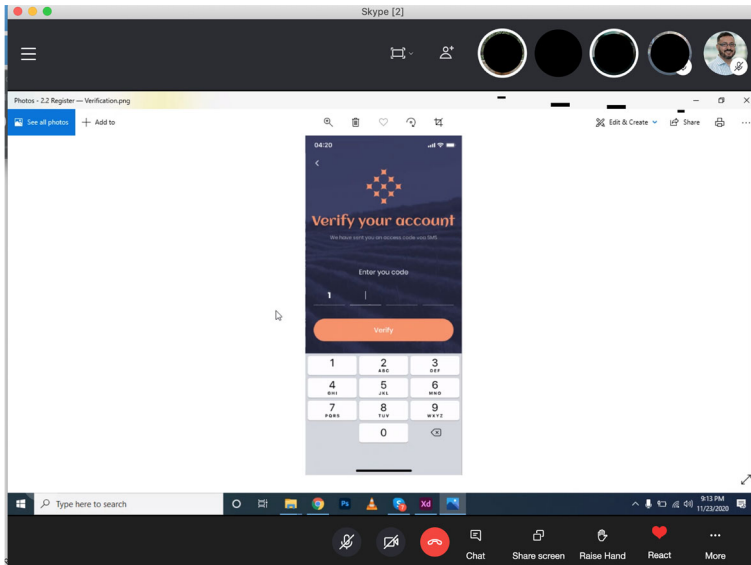 Skype [2]
Photos - 2.2 Register — Verification.png
See all photos
Add to
Edit & Create
Share
04:20
Verify your account
We have sent you an access code vao SMS
Enter you code
1
Verify
1 2 3
ABC DEF
4 5 6
GHI JKL MNO
7 8 9
PQRS TUV WXYZ
0
Type here to search
Ps
Xd
9:13 PM
11/23/2020
Chat
Share screen
Raise Hand
React
More